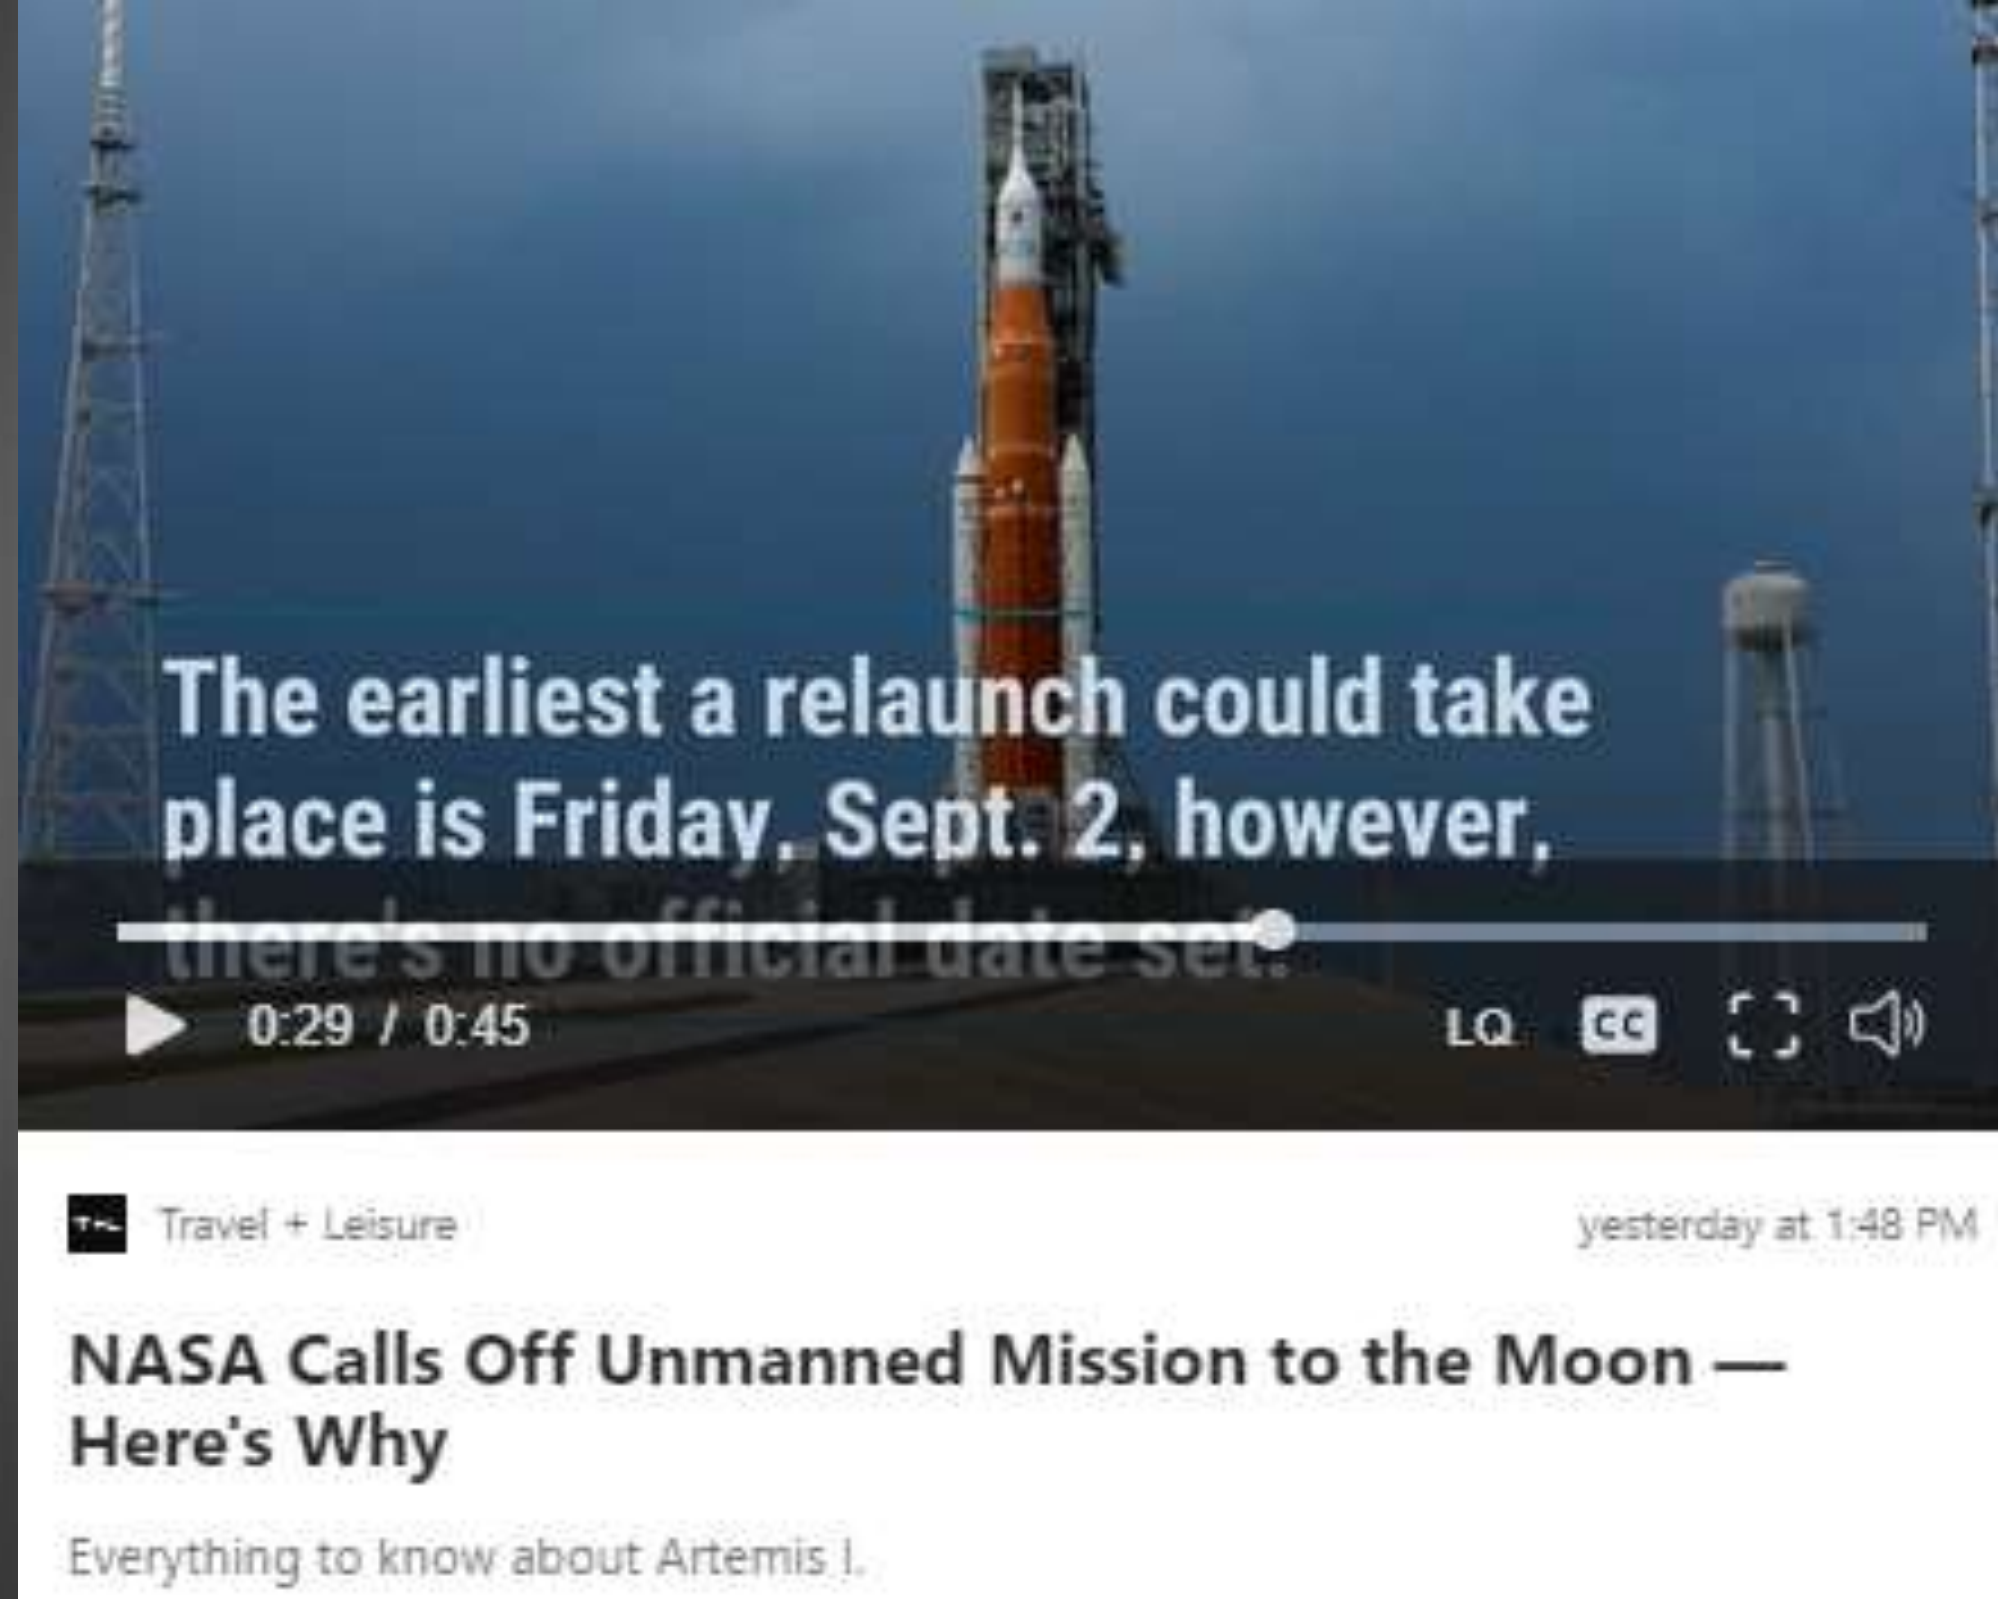 The earliest a relaunch could take
place is Friday, Sept. 2, however,
there's no official date set.
0:29 / 0:45
LQ
CC
Travel + Leisure
yesterday at 1:48 PM
NASA Calls Off Unmanned Mission to the Moon —
Here's Why
Everything to know about Artemis I.